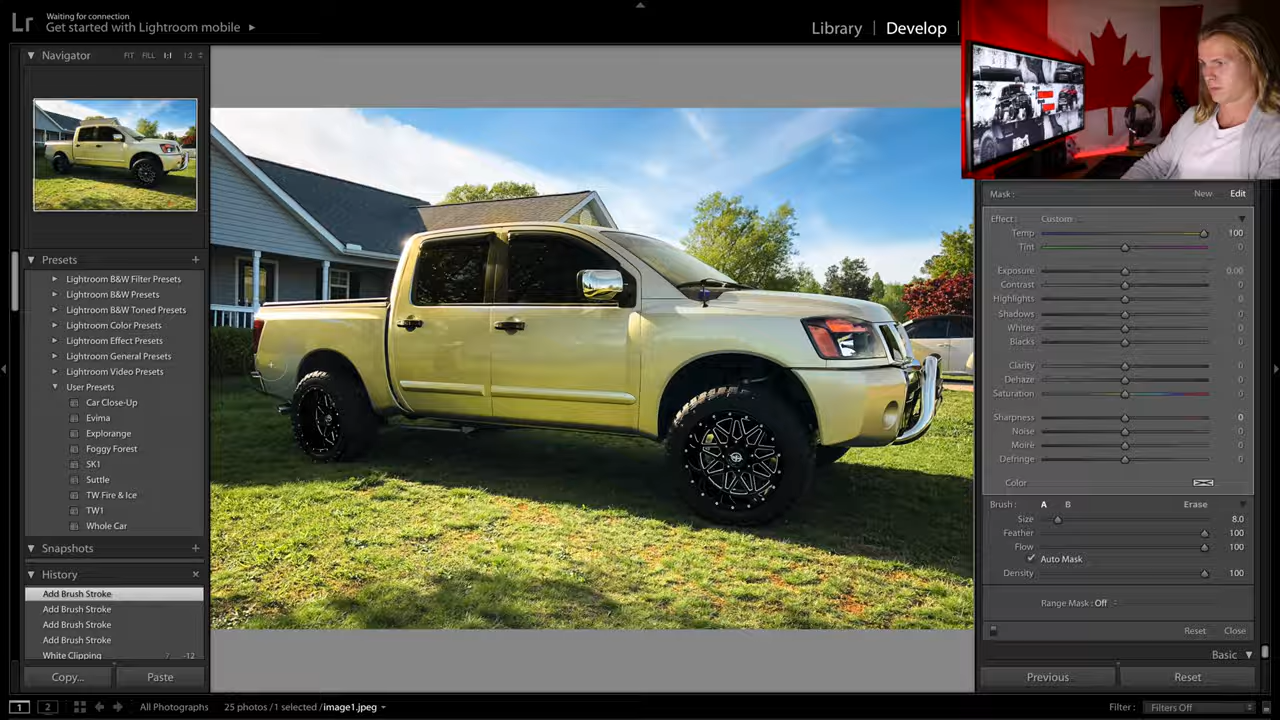 Lr
Waiting for connection
Get started with Lightroom mobile
Library | Develop
Navigator FIT FILL 1:1 1:2
Presets +
Lightroom B&W Filter Presets
Lightroom B&W Presets
Lightroom B&W Toned Presets
Lightroom Color Presets
Lightroom Effect Presets
Lightroom General Presets
Lightroom Video Presets
User Presets
Car Close-Up
Evima
Explorange
Foggy Forest
SK1
Suttle
TW Fire & Ice
TW1
Whole Car
Snapshots +
History ×
Add Brush Stroke
Add Brush Stroke
Add Brush Stroke
Add Brush Stroke
White Clipping 7 -12
Copy... Paste
Mask : New Edit
Effect : Custom
Temp 100
Tint 0
Exposure 0.00
Contrast 0
Highlights 0
Shadows 0
Whites 0
Blacks 0
Clarity 0
Dehaze 0
Saturation 0
Sharpness 0
Noise 0
Moiré 0
Defringe 0
Color
Brush : A B Erase
Size 8.0
Feather 100
Flow 100
Auto Mask
Density 100
Range Mask : Off
Reset Close
Basic
Previous Reset
1 2 All Photographs 25 photos / 1 selected / image1.jpeg Filter : Filters Off